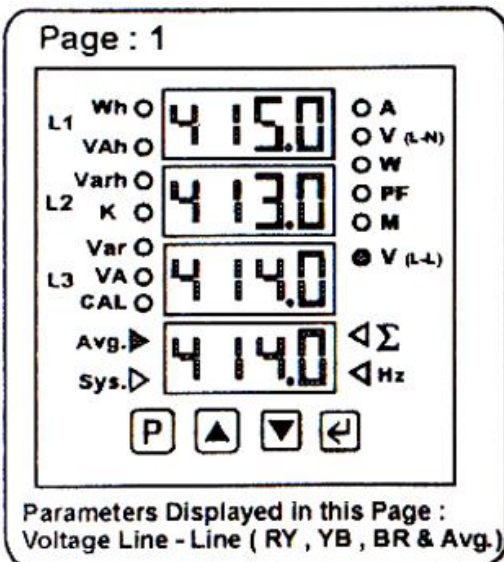 Page : 1
Wh 415.0 A
L1 V (L-N)
VAh W
Varh 413.0 PF
L2 K M
Var V (L-L)
L3 VA 414.0
CAL
Avg. 414.0 Σ
Sys. Hz
P
Parameters Displayed in this Page :
Voltage Line - Line ( RY , YB , BR & Avg.)